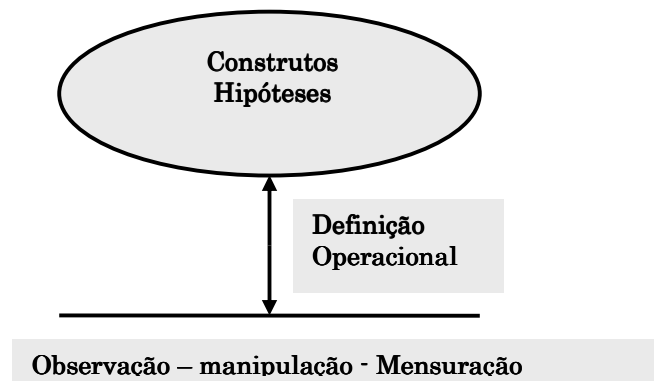 Construtos
Hipóteses
Definição
Operacional
Observação – manipulação - Mensuração